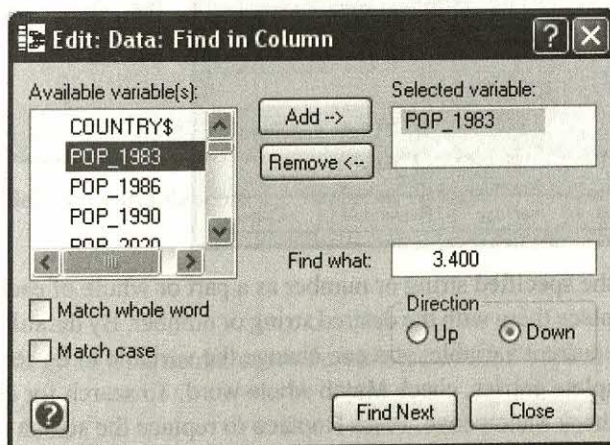 Edit: Data: Find in Column
Available variable(s):
COUNTRY$
POP_1983
POP_1986
POP_1990
POP_2020
Add -->
Remove <--
Selected variable:
POP_1983
Find what:
3.400
Match whole word
Match case
Direction
Up
Down
Find Next
Close